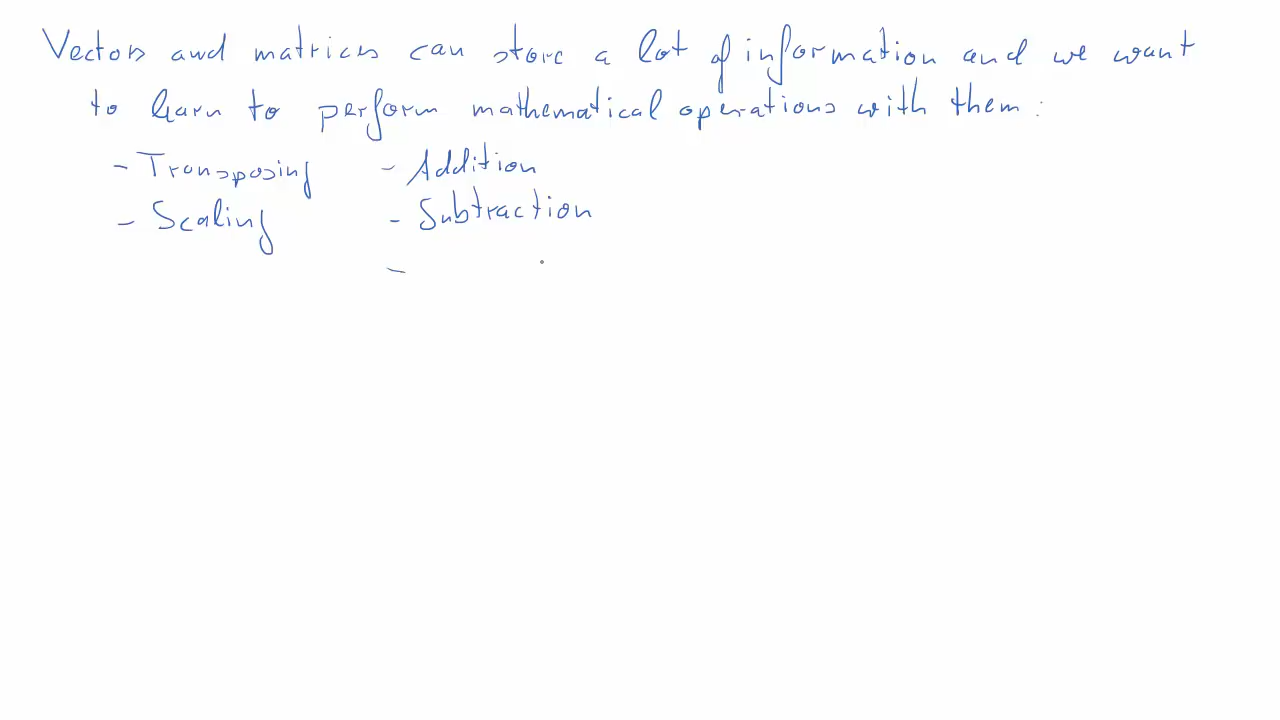 Vectors and matrices can store a lot of information and we want
to learn to perform mathematical operations with them:
- Transposing - Addition
- Scaling - Subtraction
-